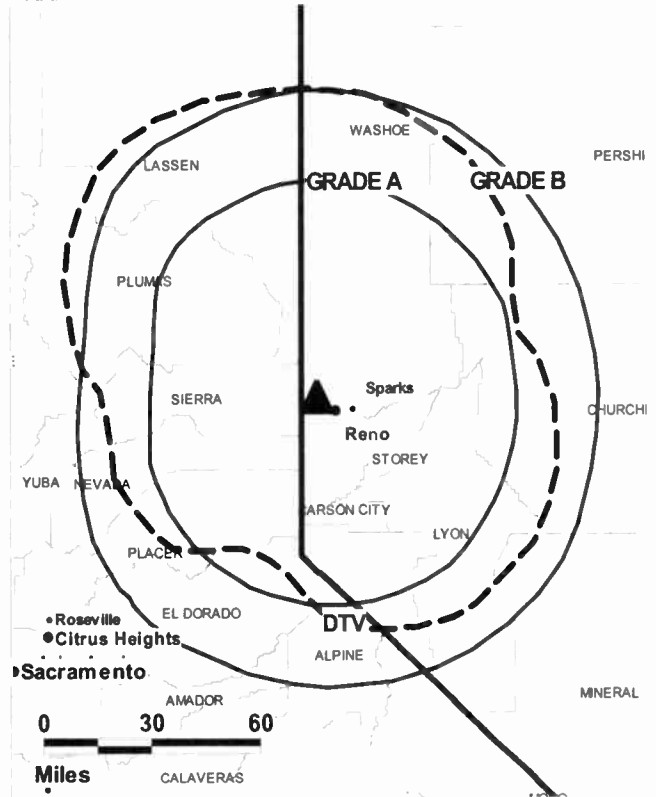 WASHOE
PERSHI
LASSEN
GRADE A
GRADE B
PLUMAS
Sparks
SIERRA
CHURCHI
Reno
STOREY
YUBA
NEVADA
ARSON CITY
LYON
PLACER
EL DORADO
Roseville
DTV
Citrus Heights
ALPINE
Sacramento
AMADOR
MINERAL
0 30 60
Miles
CALAVERAS